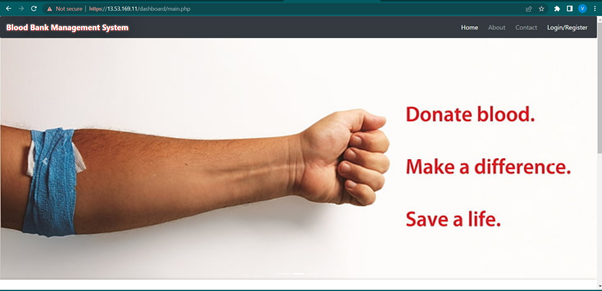 Not secure | https://13.53.169.11/dashboard/main.php
V
Blood Bank Management System
Home About Contact Login/Register
Donate blood.
Make a difference.
Save a life.